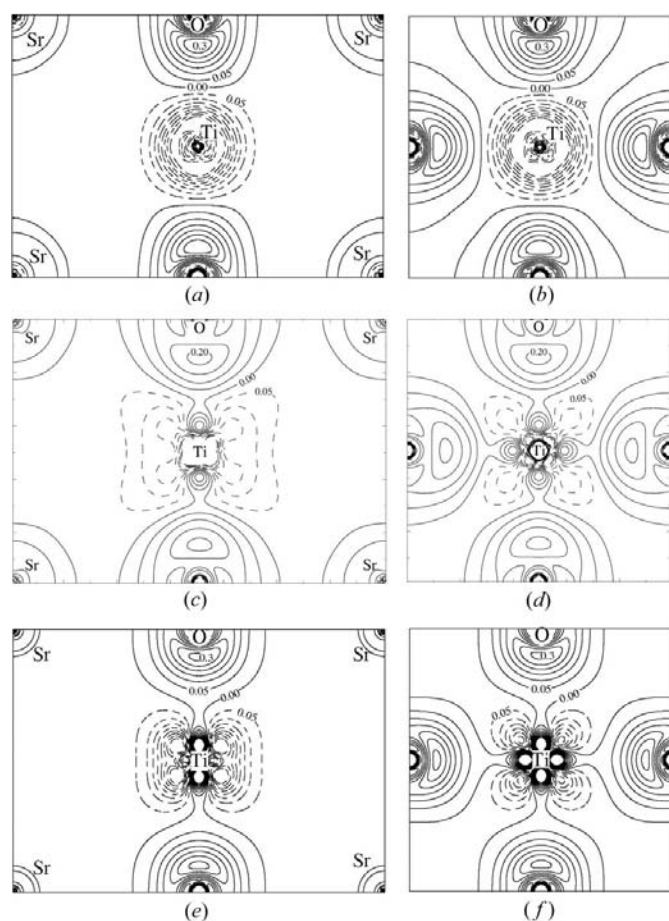 Sr O 0.3 0.05 0.00 0.05 Ti Sr Sr
(a)
O 0.3 0.05 0.00 0.05 Ti
(b)
Sr O Sr 0.20 0.00 0.05 Ti Sr Sr
(c)
O 0.20 0.00 0.05 Ti
(d)
Sr O Sr 0.3 0.05 0.00 0.05 Ti Sr Sr
(e)
O 0.3 0.05 0.00 0.05 Ti
(f)